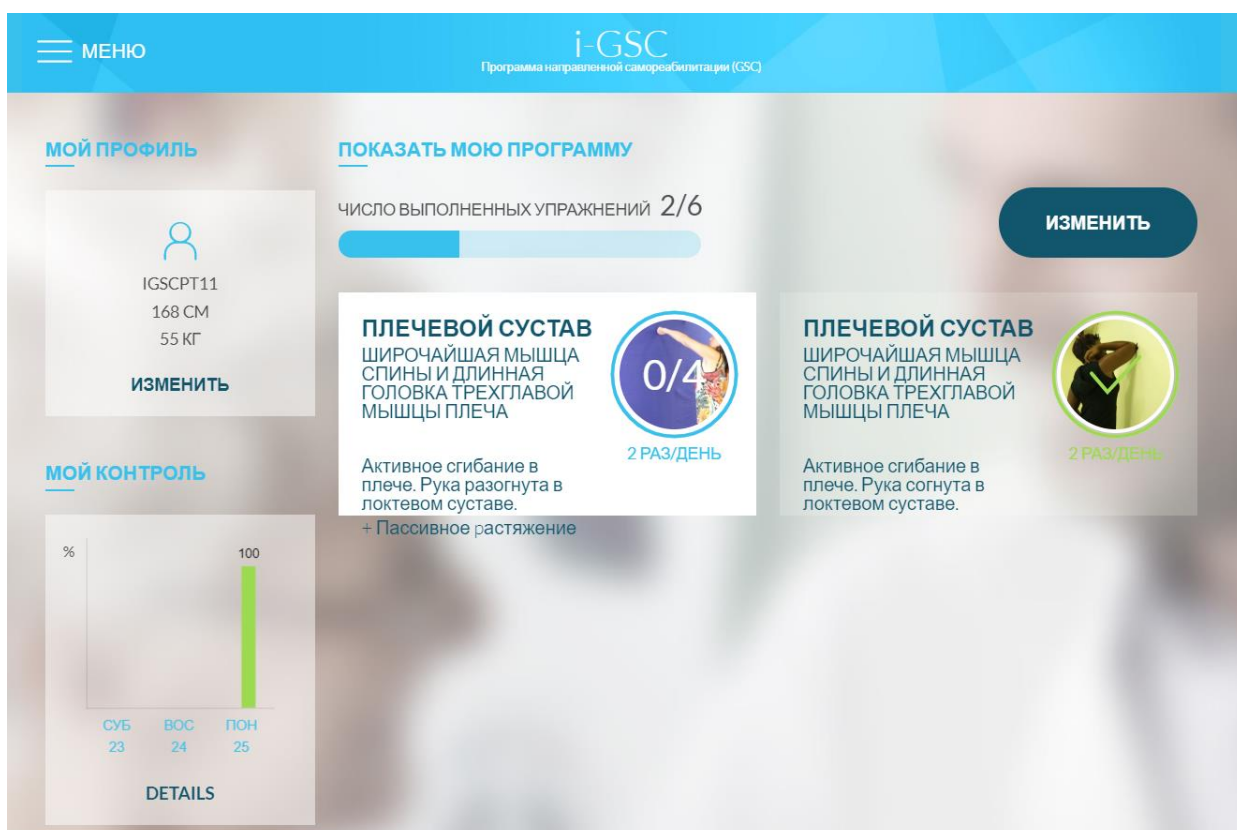 МЕНЮ
i-GSC
Программа направленной самореабилитации (GSC)
МОЙ ПРОФИЛЬ
IGSCPT11
168 СМ
55 КГ
ИЗМЕНИТЬ
МОЙ КОНТРОЛЬ
%
100
СУБ ВОС ПОН
23 24 25
DETAILS
ПОКАЗАТЬ МОЮ ПРОГРАММУ
ЧИСЛО ВЫПОЛНЕННЫХ УПРАЖНЕНИЙ 2/6
ИЗМЕНИТЬ
ПЛЕЧЕВОЙ СУСТАВ
ШИРОЧАЙШАЯ МЫШЦА
СПИНЫ И ДЛИННАЯ
ГОЛОВКА ТРЕХГЛАВОЙ
МЫШЦЫ ПЛЕЧА
0/4
2 РАЗ/ДЕНЬ
Активное сгибание в
плече. Рука разогнута в
локтевом суставе.
+ Пассивное растяжение
ПЛЕЧЕВОЙ СУСТАВ
ШИРОЧАЙШАЯ МЫШЦА
СПИНЫ И ДЛИННАЯ
ГОЛОВКА ТРЕХГЛАВОЙ
МЫШЦЫ ПЛЕЧА
2 РАЗ/ДЕНЬ
Активное сгибание в
плече. Рука согнута в
локтевом суставе.